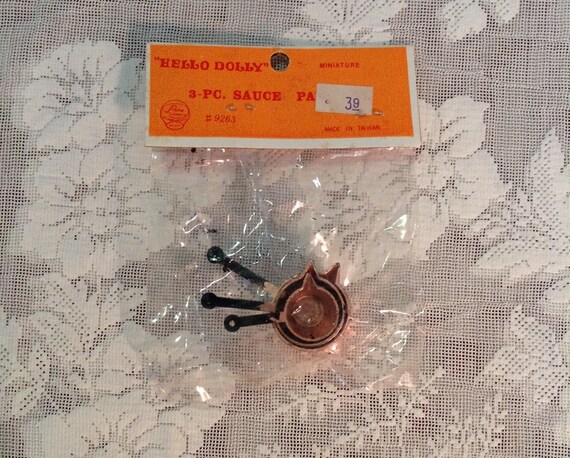 "HELLO DOLLY" MINIATURE
3-PC. SAUCE PA
39
#9263
MADE IN TAIWAN